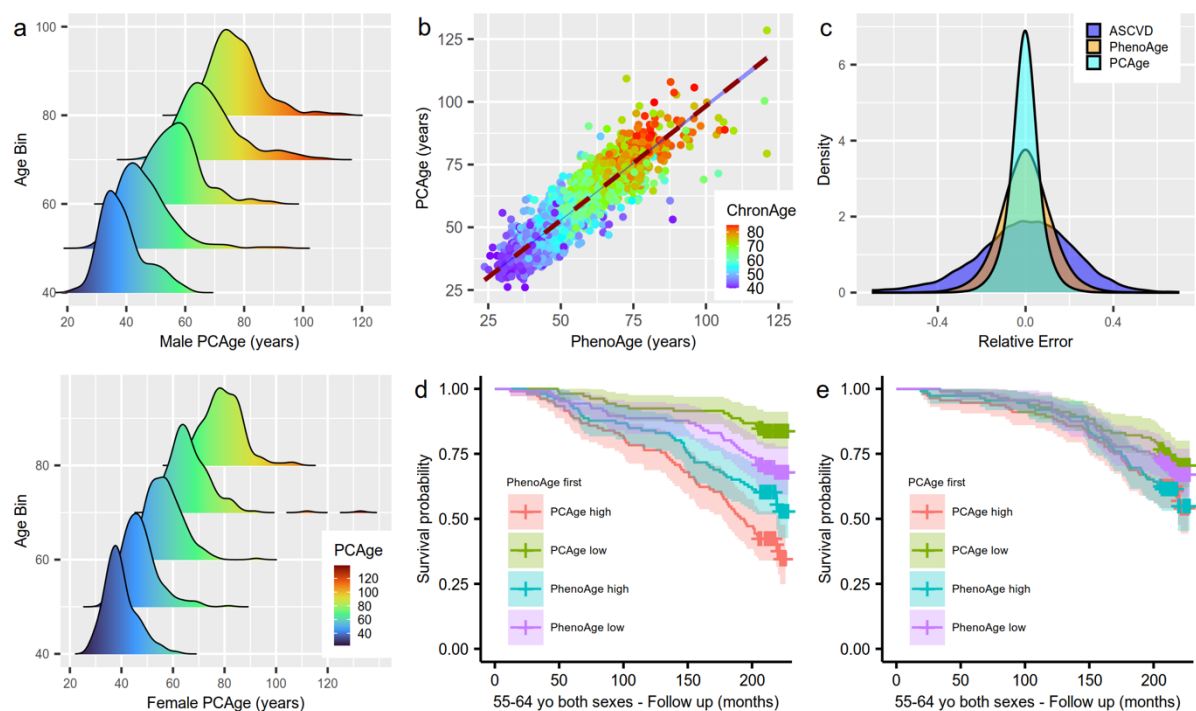 a
100
80
60
40
Age Bin
20
40
60
80
100
120
Male PCAge (years)
b
125
100
75
50
25
PCAge (years)
ChronAge
80
70
60
50
40
25
50
75
100
125
PhenoAge (years)
c
6
4
2
0
Density
ASCVD
PhenoAge
PCAge
-0.4
0.0
0.4
Relative Error
80
60
40
Age Bin
PCAge
120
100
80
60
40
20
40
60
80
100
120
Female PCAge (years)
d
1.00
0.75
0.50
0.25
0.00
Survival probability
PhenoAge first
PCAge high
PCAge low
PhenoAge high
PhenoAge low
0
50
100
150
200
55-64 yo both sexes - Follow up (months)
e
1.00
0.75
0.50
0.25
0.00
Survival probability
PCAge first
PCAge high
PCAge low
PhenoAge high
PhenoAge low
0
50
100
150
200
55-64 yo both sexes - Follow up (months)